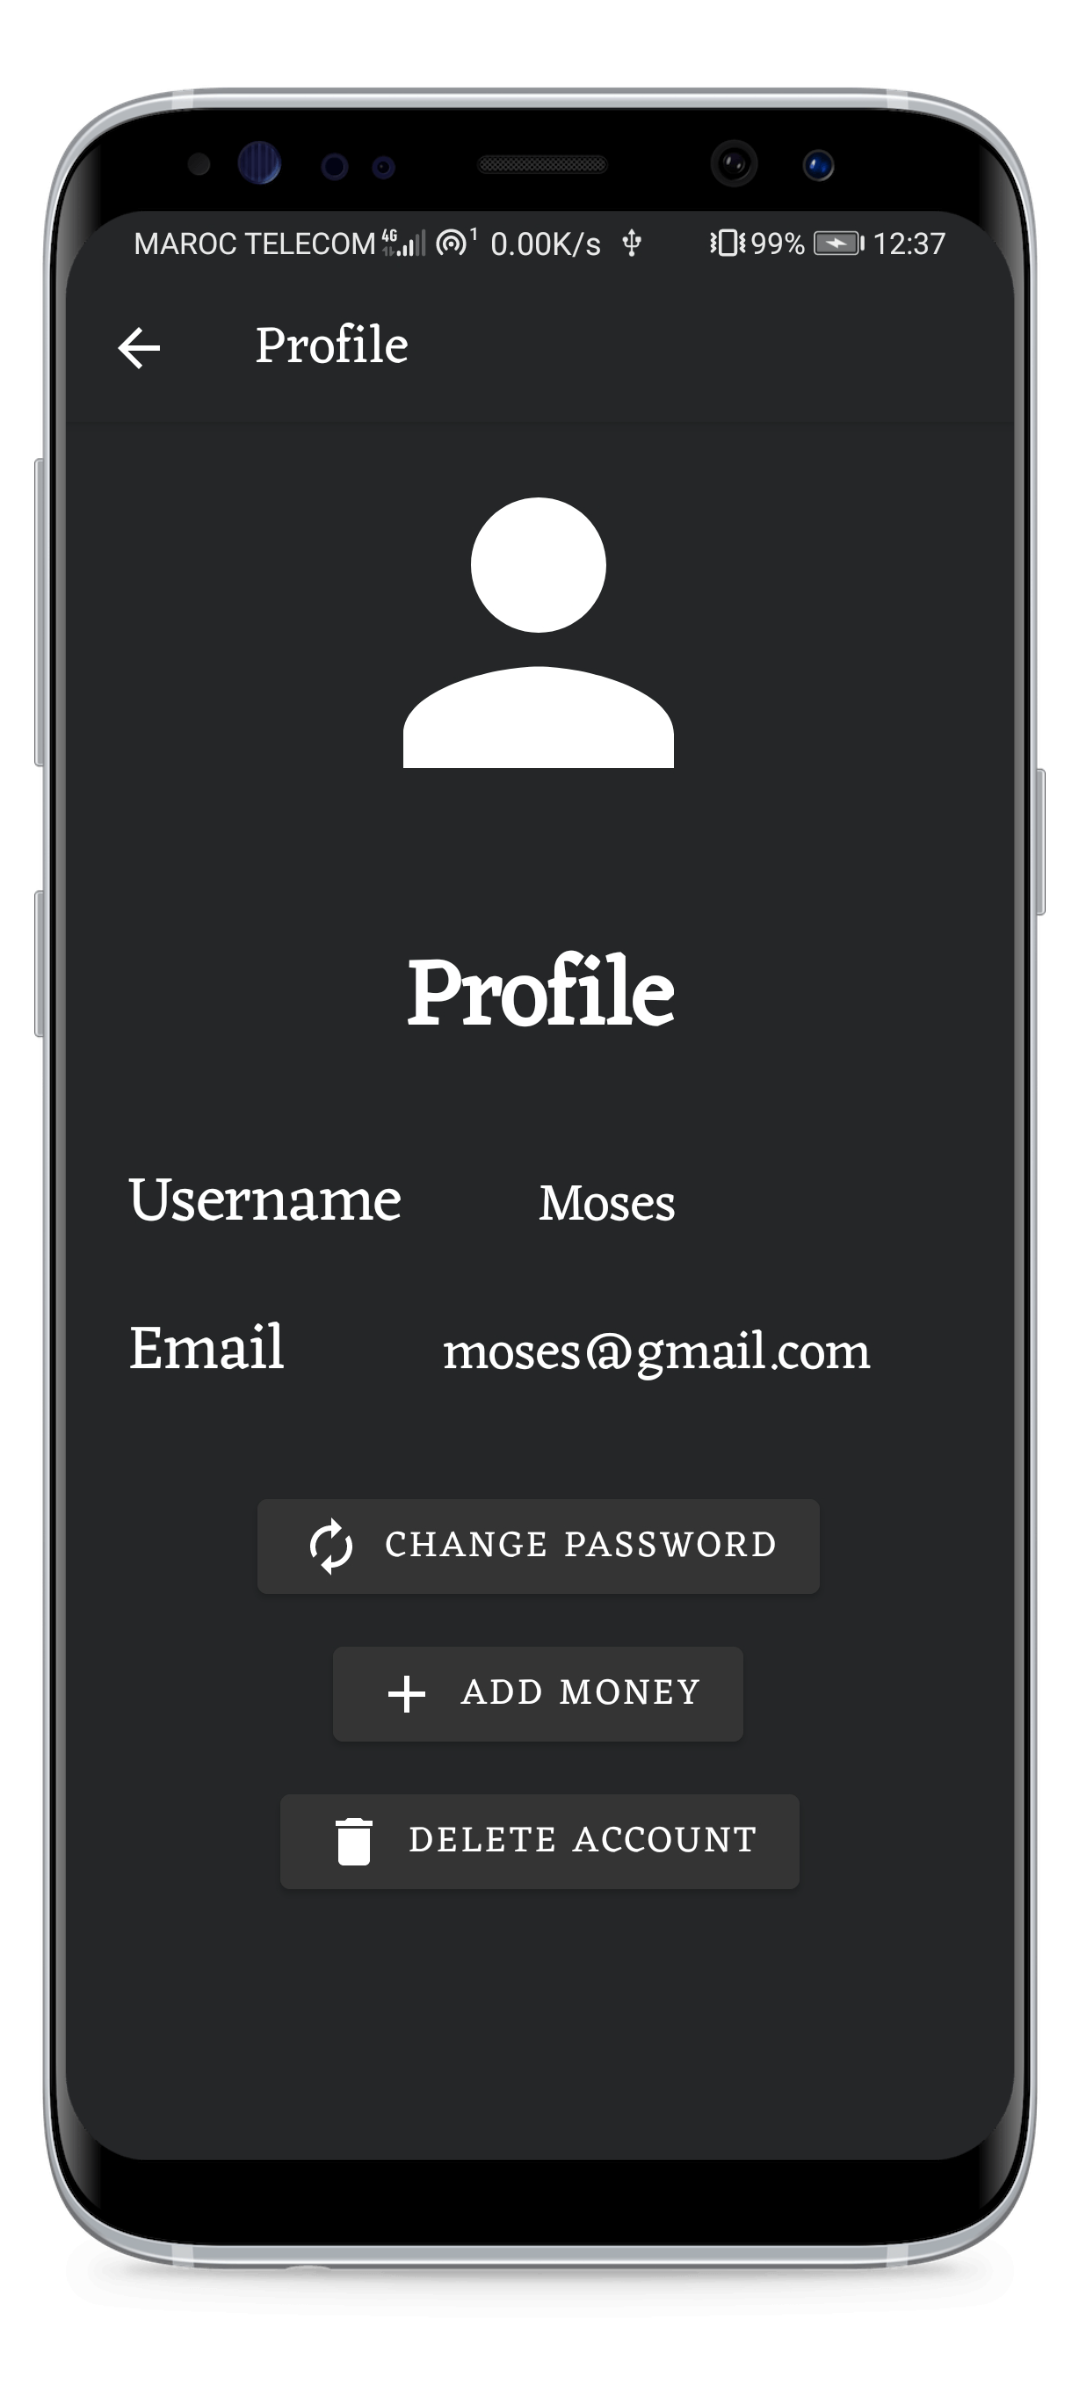 MAROC TELECOM 4G 1 0.00K/s 99% 12:37
Profile
Profile
Username Moses
Email moses@gmail.com
CHANGE PASSWORD
ADD MONEY
DELETE ACCOUNT